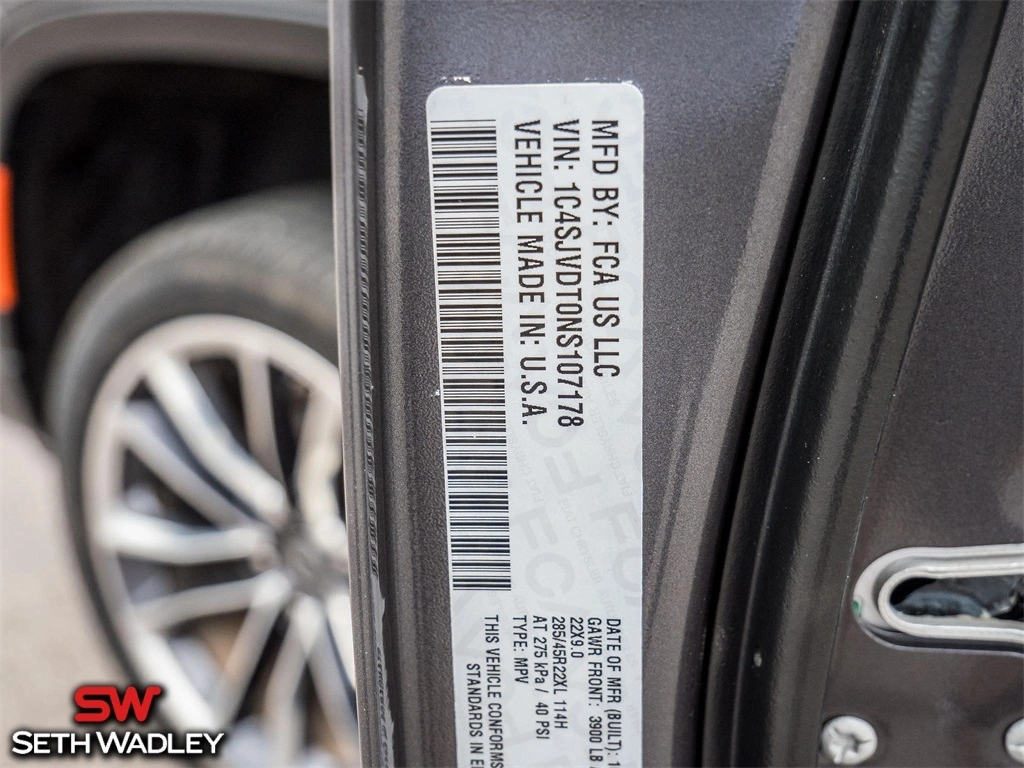 MFD BY: FCA US LLC
VIN: 1C4SJVDT0NS107178
VEHICLE MADE IN: U.S.A.
DATE OF MFR (BUILT):
GAWR FRONT: 3900 LB
22X9.0
285/45R22XL 114H
AT 275 kPa / 40 PSI
TYPE: MPV
THIS VEHICLE CONFORMS
STANDARDS IN
SW
SETH WADLEY